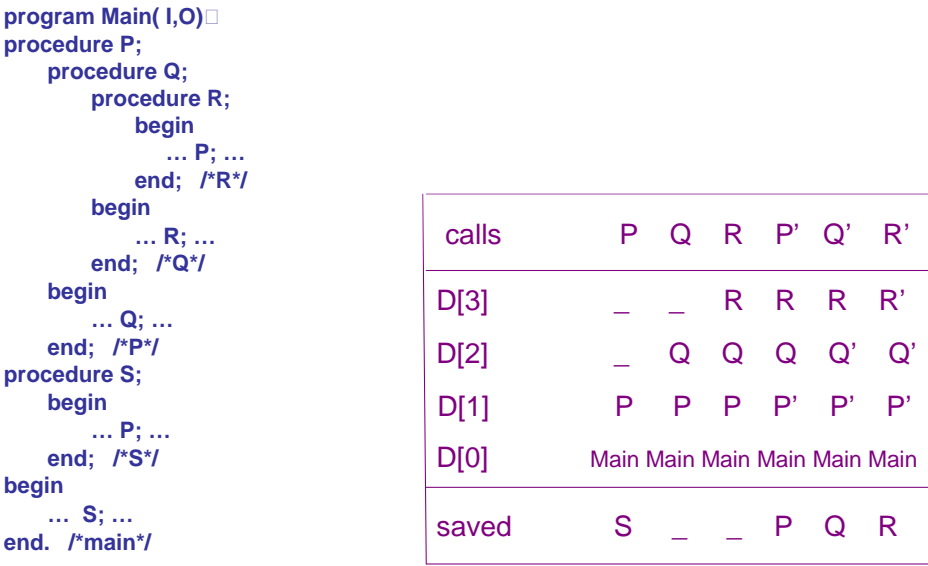 program Main( I,O)□
procedure P;
procedure Q;
procedure R;
begin
… P; …
end; /*R*/
begin
… R; …
end; /*Q*/
begin
… Q; …
end; /*P*/
procedure S;
begin
… P; …
end; /*S*/
begin
… S; …
end. /*main*/
calls P Q R P’ Q’ R’
D[3] _ _ R R R R’
D[2] _ Q Q Q Q’ Q’
D[1] P P P P’ P’ P’
D[0] Main Main Main Main Main Main
saved S _ _ P Q R